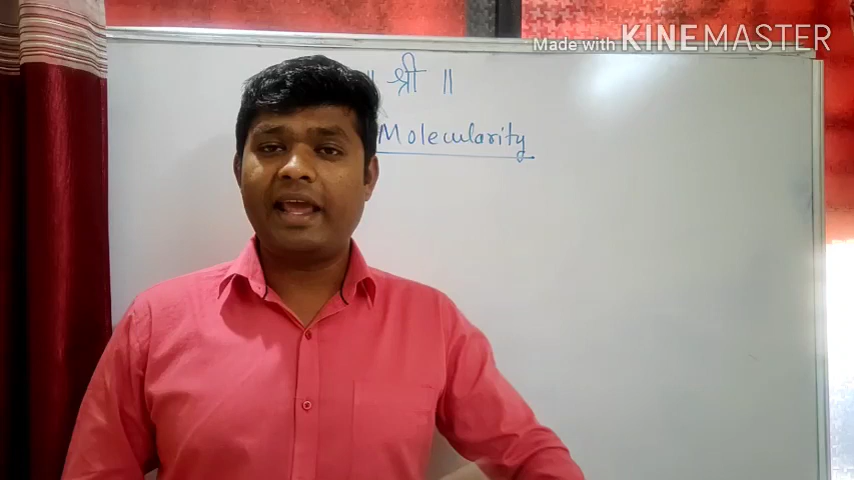 Made with KINEMASTER
॥ श्री ॥
Molecularity